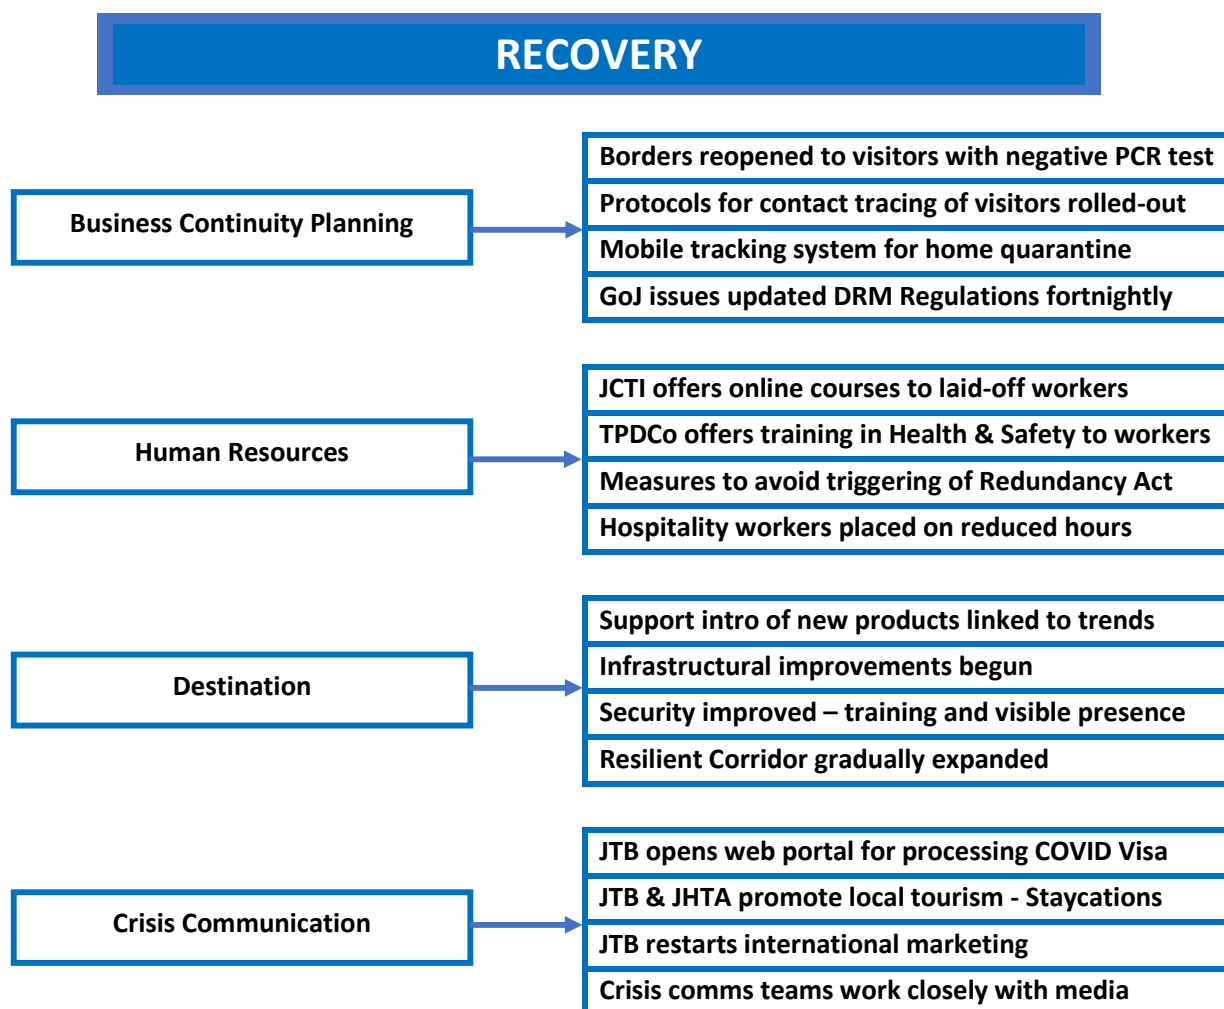 RECOVERY
Business Continuity Planning
Borders reopened to visitors with negative PCR test
Protocols for contact tracing of visitors rolled-out
Mobile tracking system for home quarantine
GoJ issues updated DRM Regulations fortnightly
Human Resources
JCTI offers online courses to laid-off workers
TPDCo offers training in Health & Safety to workers
Measures to avoid triggering of Redundancy Act
Hospitality workers placed on reduced hours
Destination
Support intro of new products linked to trends
Infrastructural improvements begun
Security improved – training and visible presence
Resilient Corridor gradually expanded
Crisis Communication
JTB opens web portal for processing COVID Visa
JTB & JHTA promote local tourism - Staycations
JTB restarts international marketing
Crisis comms teams work closely with media